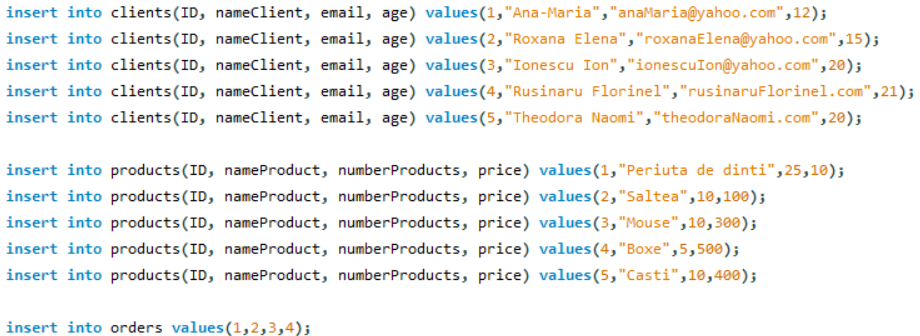 insert into clients(ID, nameClient, email, age) values(1,"Ana-Maria","anaMaria@yahoo.com",12);
insert into clients(ID, nameClient, email, age) values(2,"Roxana Elena","roxanaElena@yahoo.com",15);
insert into clients(ID, nameClient, email, age) values(3,"Ionescu Ion","ionescuIon@yahoo.com",20);
insert into clients(ID, nameClient, email, age) values(4,"Rusinaru Florinel","rusinaruFlorinel.com",21);
insert into clients(ID, nameClient, email, age) values(5,"Theodora Naomi","theodoraNaomi.com",20);
insert into products(ID, nameProduct, numberProducts, price) values(1,"Periuta de dinti",25,10);
insert into products(ID, nameProduct, numberProducts, price) values(2,"Saltea",10,100);
insert into products(ID, nameProduct, numberProducts, price) values(3,"Mouse",10,300);
insert into products(ID, nameProduct, numberProducts, price) values(4,"Boxe",5,500);
insert into products(ID, nameProduct, numberProducts, price) values(5,"Casti",10,400);
insert into orders values(1,2,3,4);